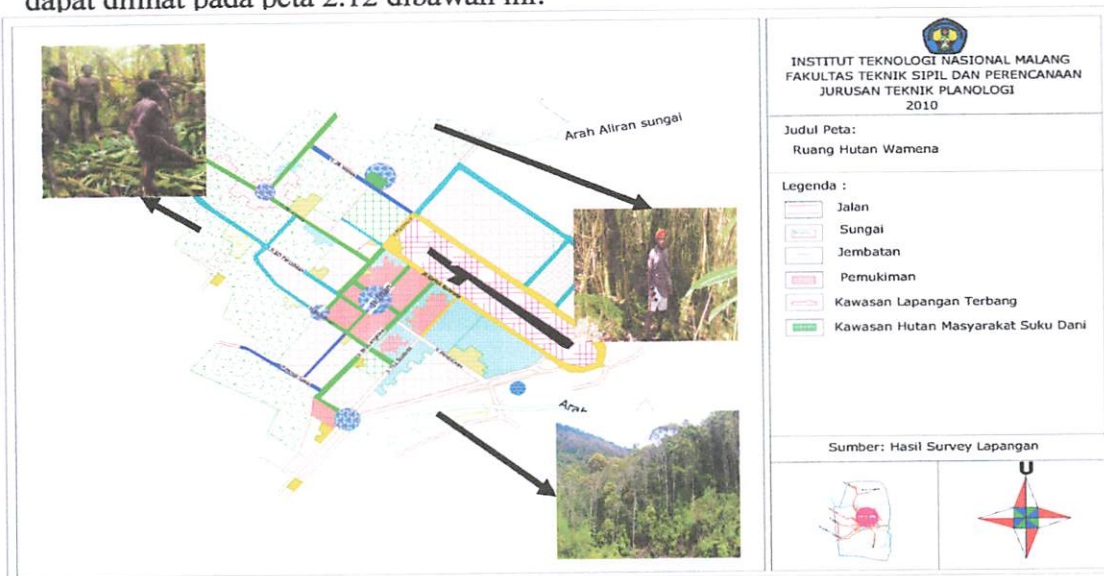 dapat dilihat pada peta 2.12 dibawah ini.
Arah Aliran sungai
Arah
INSTITUT TEKNOLOGI NASIONAL MALANG
FAKULTAS TEKNIK SIPIL DAN PERENCANAAN
JURUSAN TEKNIK PLANOLOGI
2010
Judul Peta:
Ruang Hutan Wamena
Legenda :
Jalan
Sungai
Jembatan
Pemukiman
Kawasan Lapangan Terbang
Kawasan Hutan Masyarakat Suku Dani
Sumber: Hasil Survey Lapangan
U